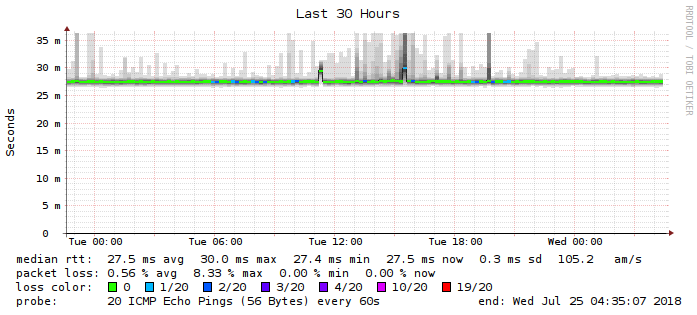 Last 30 Hours
RRDTOOL / TOBI OETIKER
Seconds
35 m
30 m
25 m
20 m
15 m
10 m
5 m
0
Tue 00:00 Tue 06:00 Tue 12:00 Tue 18:00 Wed 00:00
median rtt: 27.5 ms avg 30.0 ms max 27.4 ms min 27.5 ms now 0.3 ms sd 105.2 am/s
packet loss: 0.56 % avg 8.33 % max 0.00 % min 0.00 % now
loss color: 0 1/20 2/20 3/20 4/20 10/20 19/20
probe: 20 ICMP Echo Pings (56 Bytes) every 60s end: Wed Jul 25 04:35:07 2018